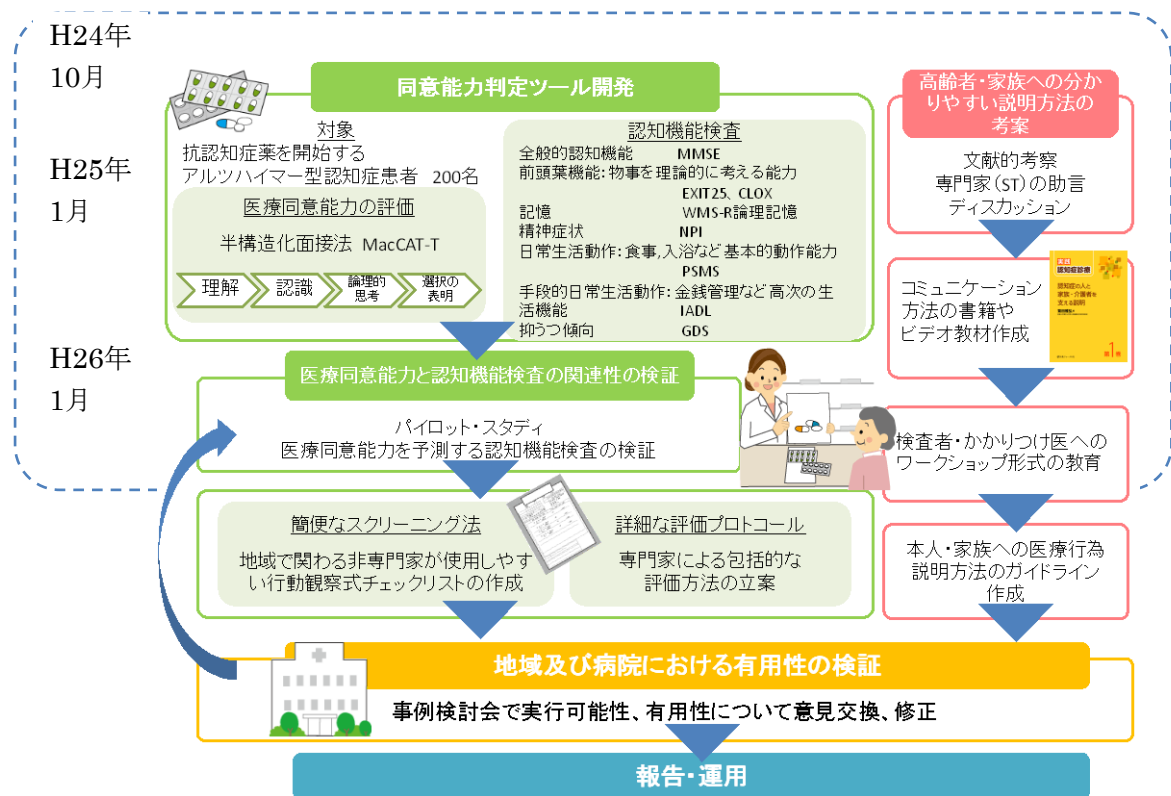 H24年
10月
H25年
1月
H26年
1月
同意能力判定ツール開発
対象
抗認知症薬を開始する
アルツハイマー型認知症患者 200名
医療同意能力の評価
半構造化面接法 MacCAT-T
理解
認識
論理的
思考
選択の
表明
認知機能検査
全般的認知機能 MMSE
前頭葉機能：物事を理論的に考える能力
EXIT25、CLOX
記憶 WMS-R論理記憶
精神症状 NPI
日常生活動作：食事,入浴など基本的動作能力
PSMS
手段的日常生活動作：金銭管理など高次の生
活機能 IADL
抑うつ傾向 GDS
医療同意能力と認知機能検査の関連性の検証
パイロット・スタディ
医療同意能力を予測する認知機能検査の検証
簡便なスクリーニング法
地域で関わる非専門家が使用しやす
い行動観察式チェックリストの作成
詳細な評価プロトコール
専門家による包括的な
評価方法の立案
高齢者・家族への分か
りやすい説明方法の
考案
文献的考察
専門家(ST)の助言
ディスカッション
コミュニケーション
方法の書籍や
ビデオ教材作成
実践
認知症診療
認知症の人と
家族・介護者を
支える説明
第1巻
検査者・かかりつけ医への
ワークショップ形式の教育
本人・家族への医療行為
説明方法のガイドライン
作成
地域及び病院における有用性の検証
事例検討会で実行可能性、有用性について意見交換、修正
報告・運用